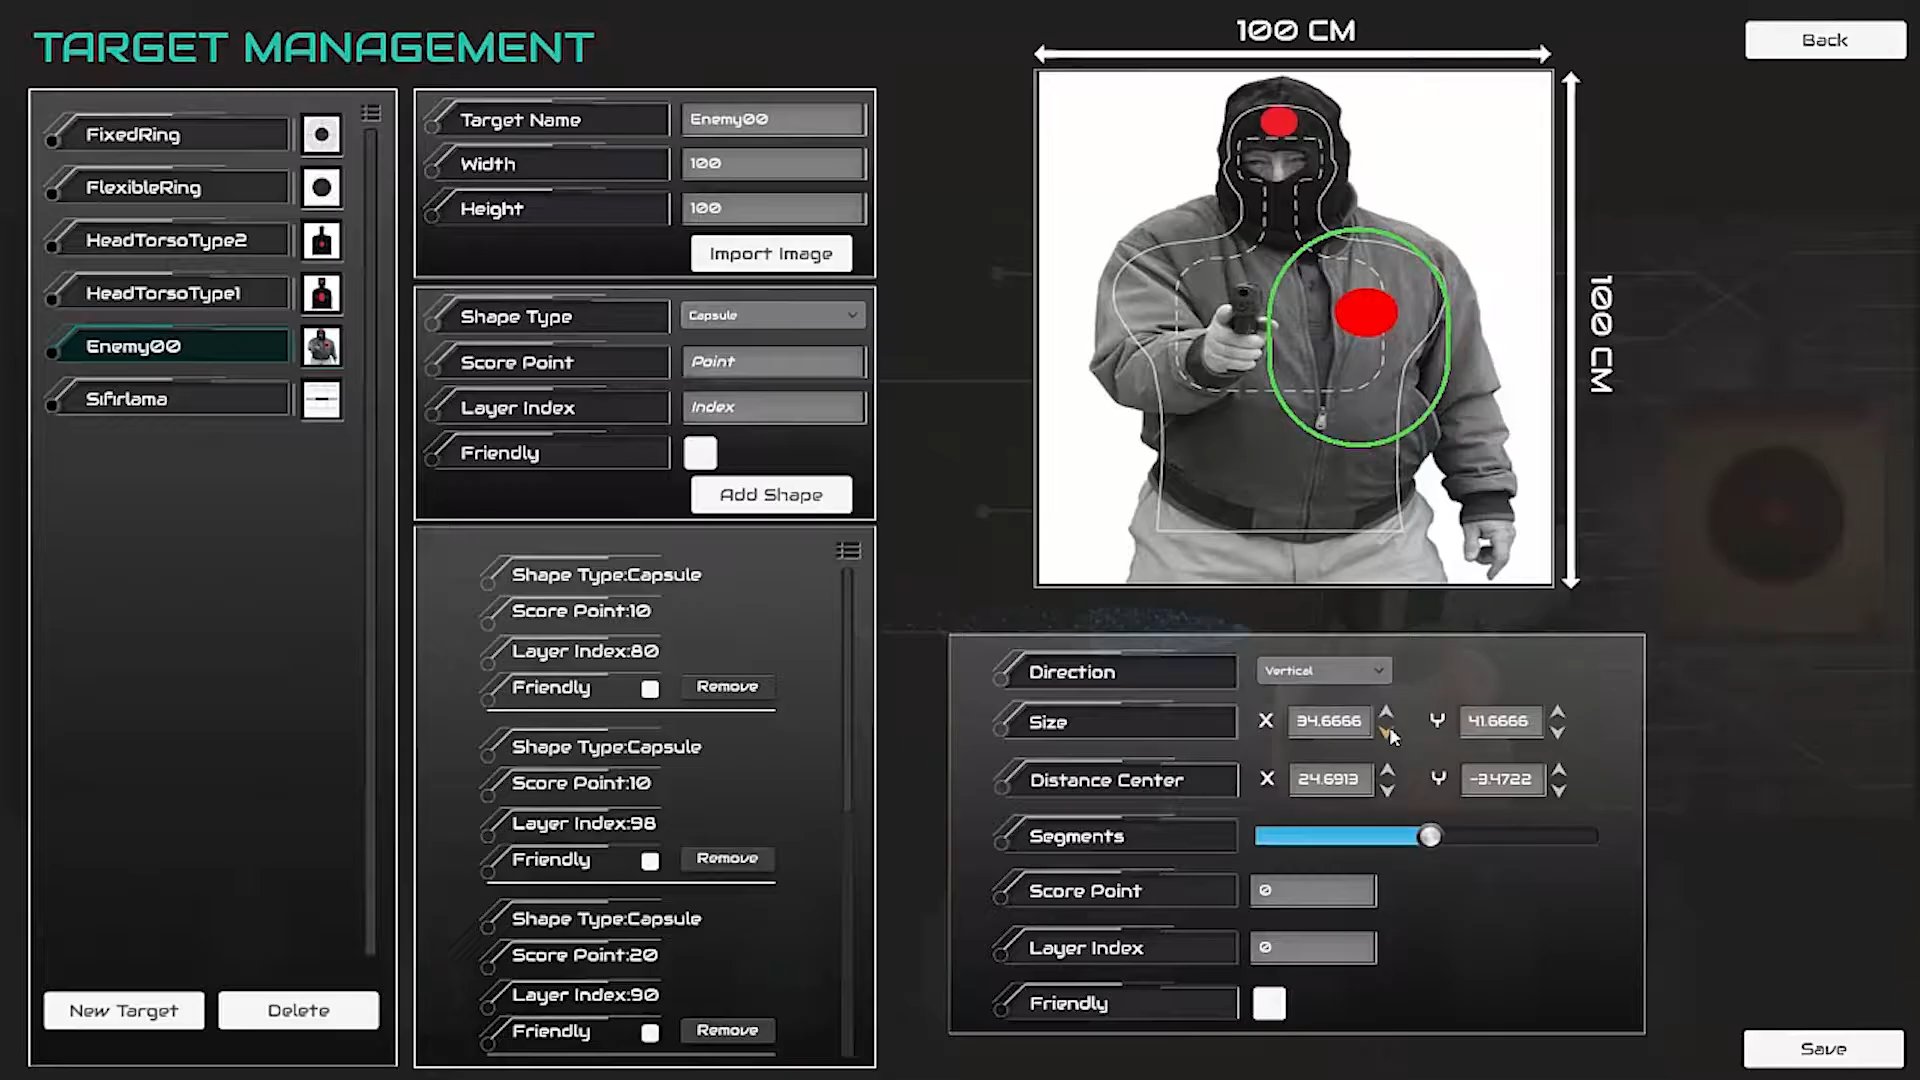 TARGET MANAGEMENT
FixedRing
FlexibleRing
HeadTorsoType2
HeadTorsoType1
Enemy00
Sıfırlama
New Target
Delete
Target Name
Enemy00
Width
100
Height
100
Import Image
Shape Type
Capsule
Score Point
Point
Layer Index
Index
Friendly
Add Shape
Shape Type:Capsule
Score Point:10
Layer Index:80
Friendly
Remove
Shape Type:Capsule
Score Point:10
Layer Index:98
Friendly
Remove
Shape Type:Capsule
Score Point:20
Layer Index:90
Friendly
Remove
100 CM
100 CM
Back
Direction
Vertical
Size
X 34.6666 Y 41.6666
Distance Center
X 24.6913 Y -3.4722
Segments
Score Point
0
Layer Index
0
Friendly
Save